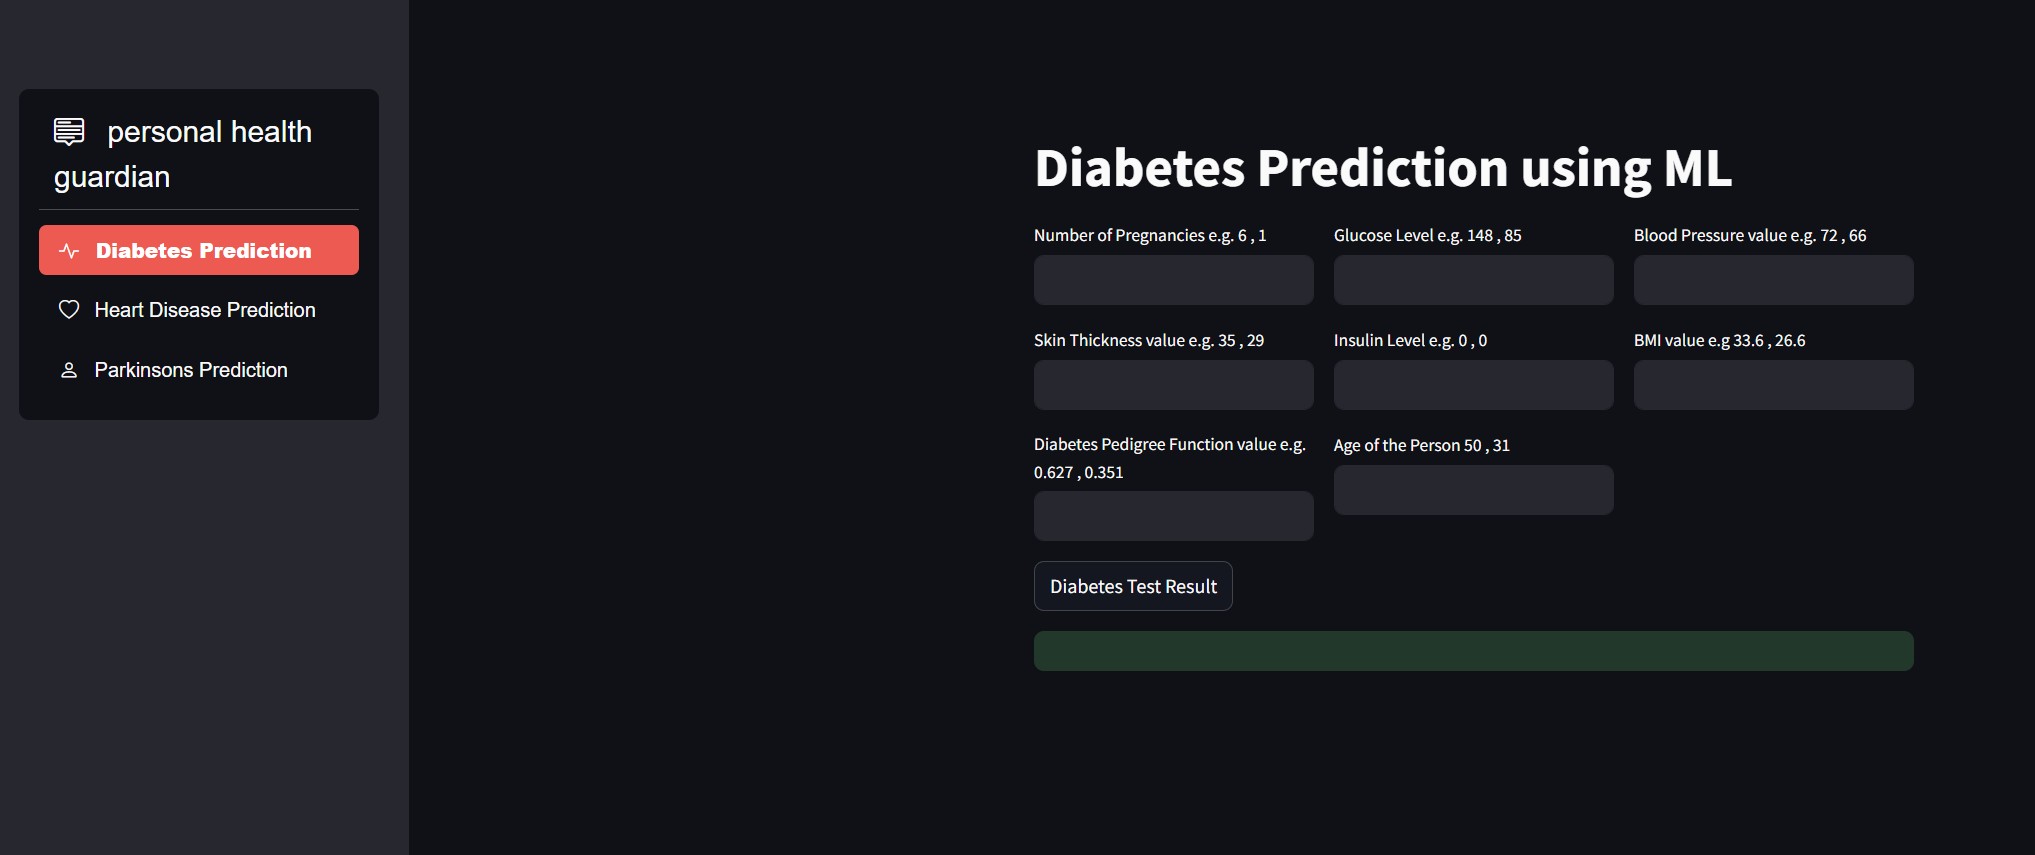 personal health
guardian
Diabetes Prediction
Heart Disease Prediction
Parkinsons Prediction
Diabetes Prediction using ML
Number of Pregnancies e.g. 6 , 1
Glucose Level e.g. 148 , 85
Blood Pressure value e.g. 72 , 66
Skin Thickness value e.g. 35 , 29
Insulin Level e.g. 0 , 0
BMI value e.g 33.6 , 26.6
Diabetes Pedigree Function value e.g.
0.627 , 0.351
Age of the Person 50 , 31
Diabetes Test Result